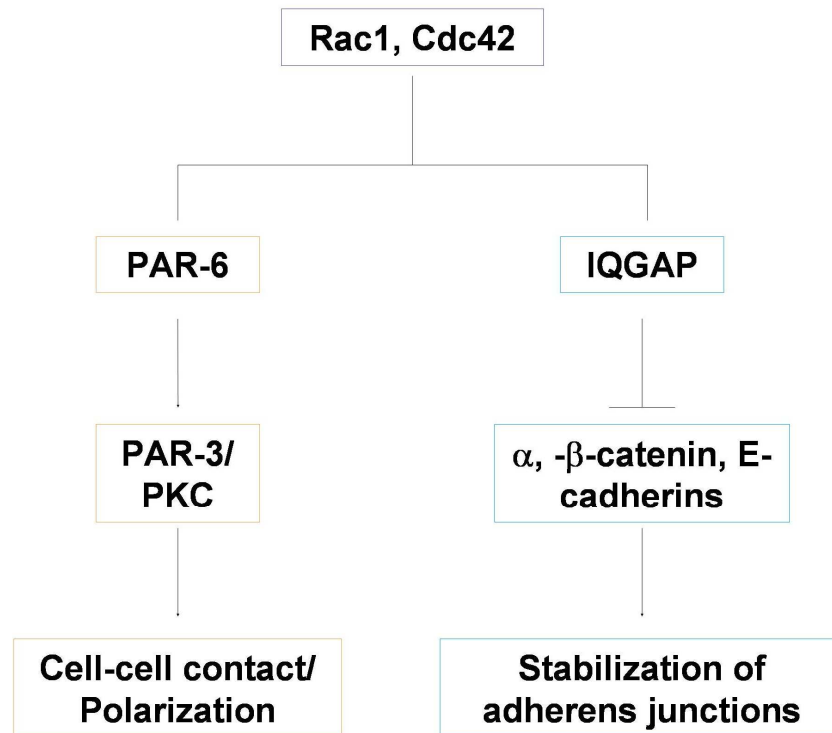 Rac1, Cdc42
PAR-6
IQGAP
PAR-3/
PKC
α, -β-catenin, E-
cadherins
Cell-cell contact/
Polarization
Stabilization of
adherens junctions